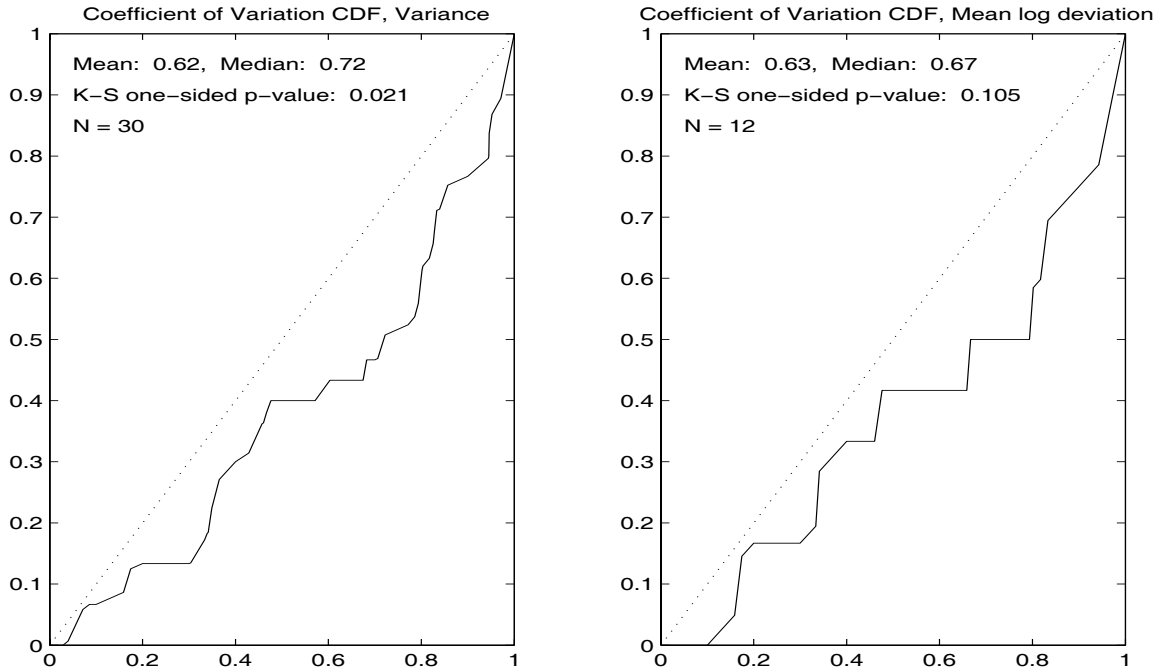 Coefficient of Variation CDF, Variance
Mean: 0.62, Median: 0.72
K−S one−sided p−value: 0.021
N = 30
1
0.9
0.8
0.7
0.6
0.5
0.4
0.3
0.2
0.1
0
0 0.2 0.4 0.6 0.8 1
Coefficient of Variation CDF, Mean log deviation
Mean: 0.63, Median: 0.67
K−S one−sided p−value: 0.105
N = 12
1
0.9
0.8
0.7
0.6
0.5
0.4
0.3
0.2
0.1
0
0 0.2 0.4 0.6 0.8 1